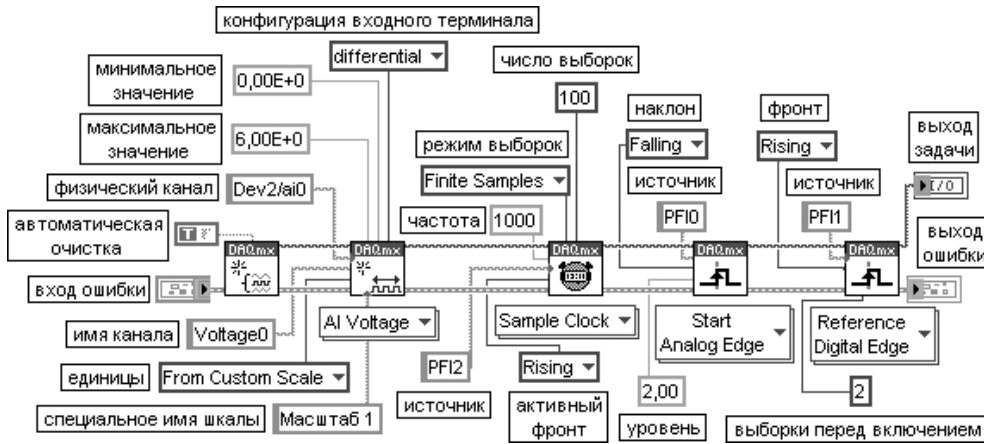 конфигурация входного терминала
differential
минимальное
значение
0,00E+0
число выборок
100
максимальное
значение
6,00E+0
режим выборок
Finite Samples
наклон
Falling
фронт
Rising
выход
задачи
I/O
физический канал
Dev2/ai0
источник
PFI0
источник
PFI1
автоматическая
очистка
T
частота
1000
выход
ошибки
DAQmx
DAQmx
DAQmx
DAQmx
DAQmx
вход ошибки
имя канала
Voltage0
AI Voltage
Sample Clock
Start
Analog Edge
Reference
Digital Edge
единицы
From Custom Scale
PFI2
Rising
специальное имя шкалы
Масштаб 1
источник
активный
фронт
2,00
уровень
2
выборки перед включением